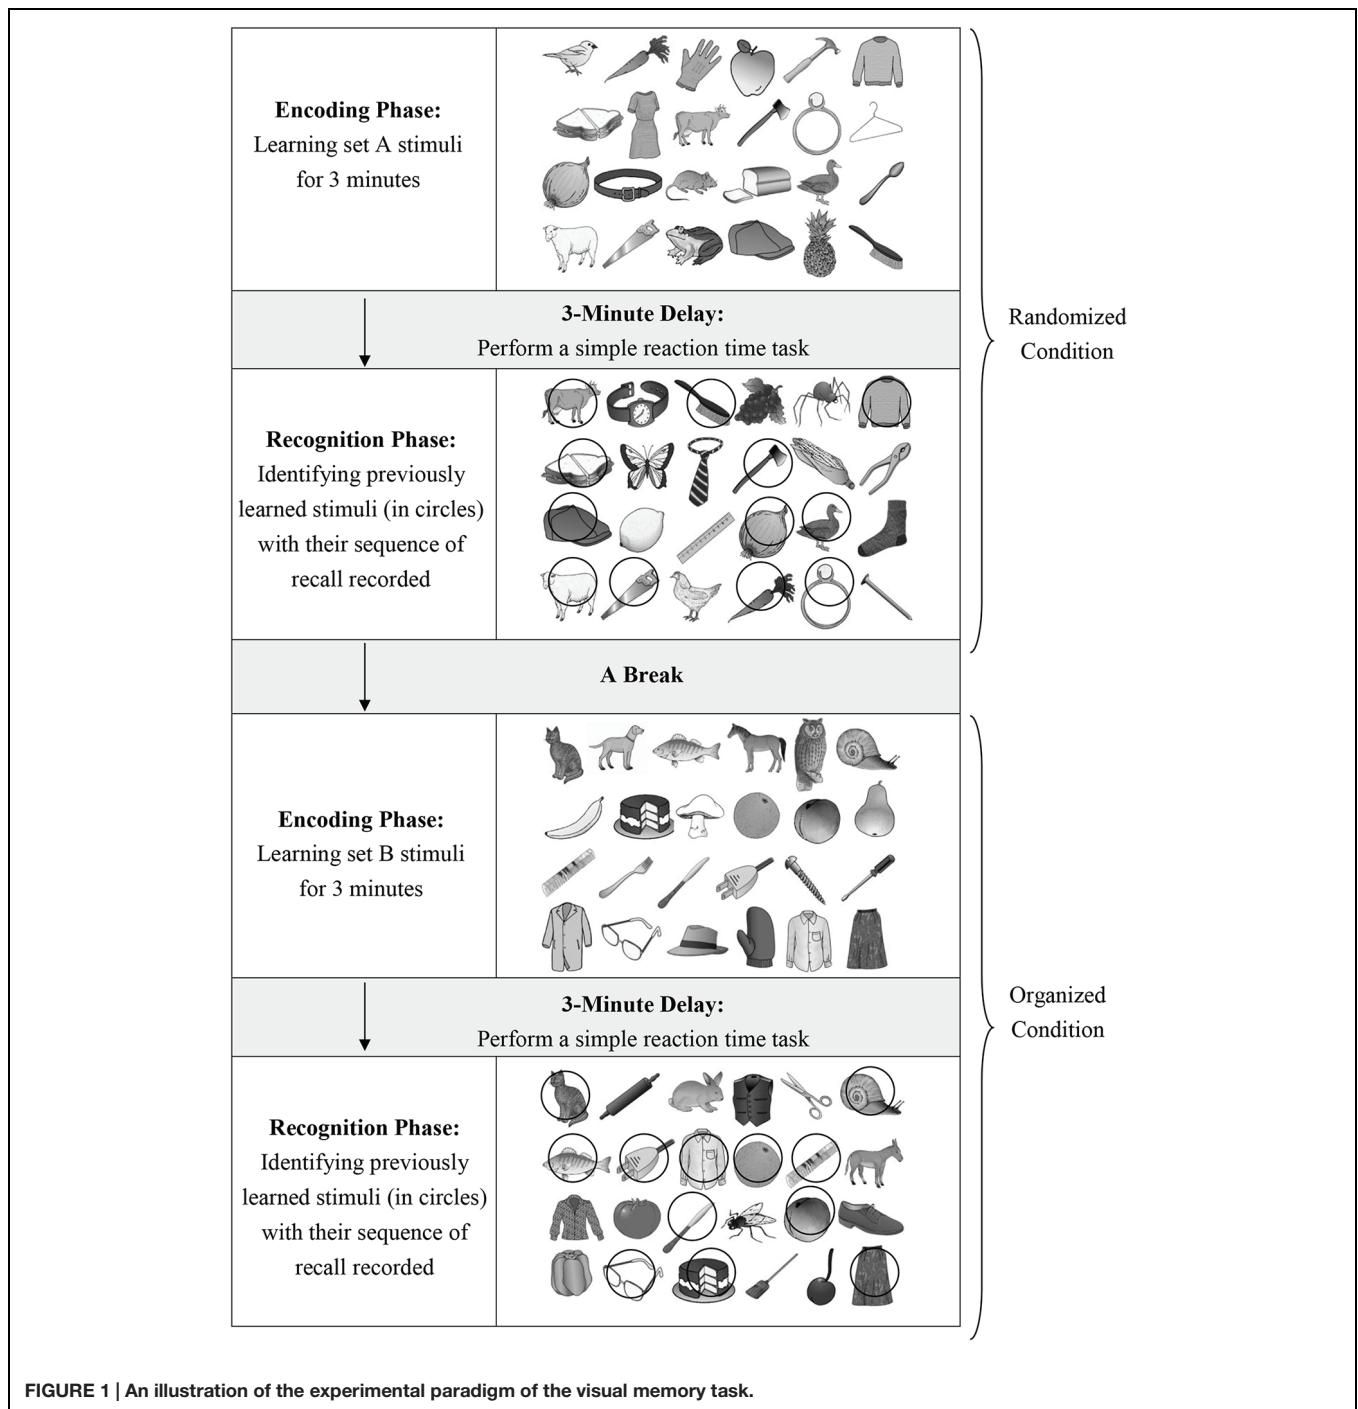 Encoding Phase:
Learning set A stimuli
for 3 minutes
3-Minute Delay:
Perform a simple reaction time task
Randomized
Condition
Recognition Phase:
Identifying previously
learned stimuli (in circles)
with their sequence of
recall recorded
A Break
Encoding Phase:
Learning set B stimuli
for 3 minutes
3-Minute Delay:
Perform a simple reaction time task
Organized
Condition
Recognition Phase:
Identifying previously
learned stimuli (in circles)
with their sequence of
recall recorded
FIGURE 1 | An illustration of the experimental paradigm of the visual memory task.